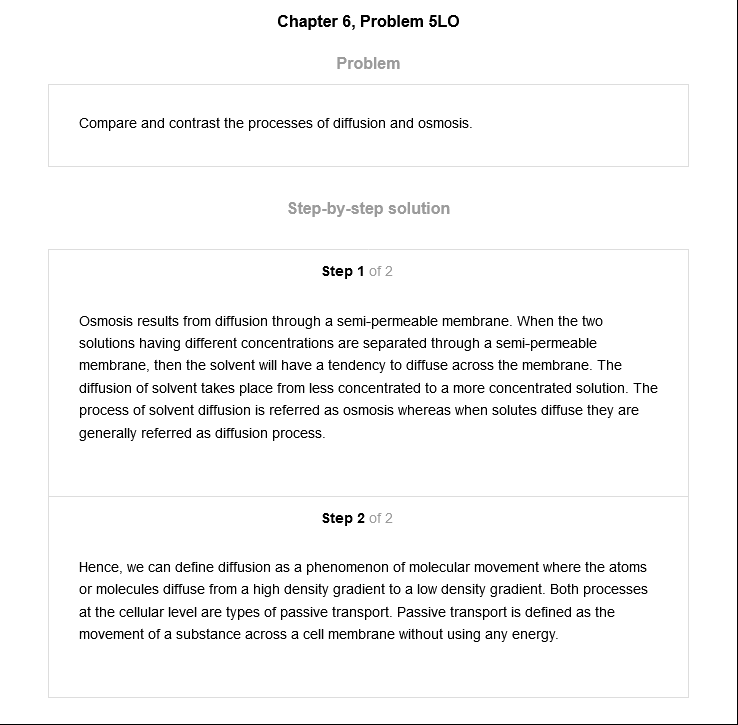 Chapter 6, Problem 5LO
Problem
Compare and contrast the processes of diffusion and osmosis.
Step-by-step solution
Step 1 of 2
Osmosis results from diffusion through a semi-permeable membrane. When the two
solutions having different concentrations are separated through a semi-permeable
membrane, then the solvent will have a tendency to diffuse across the membrane. The
diffusion of solvent takes place from less concentrated to a more concentrated solution. The
process of solvent diffusion is referred as osmosis whereas when solutes diffuse they are
generally referred as diffusion process.
Step 2 of 2
Hence, we can define diffusion as a phenomenon of molecular movement where the atoms
or molecules diffuse from a high density gradient to a low density gradient. Both processes
at the cellular level are types of passive transport. Passive transport is defined as the
movement of a substance across a cell membrane without using any energy.